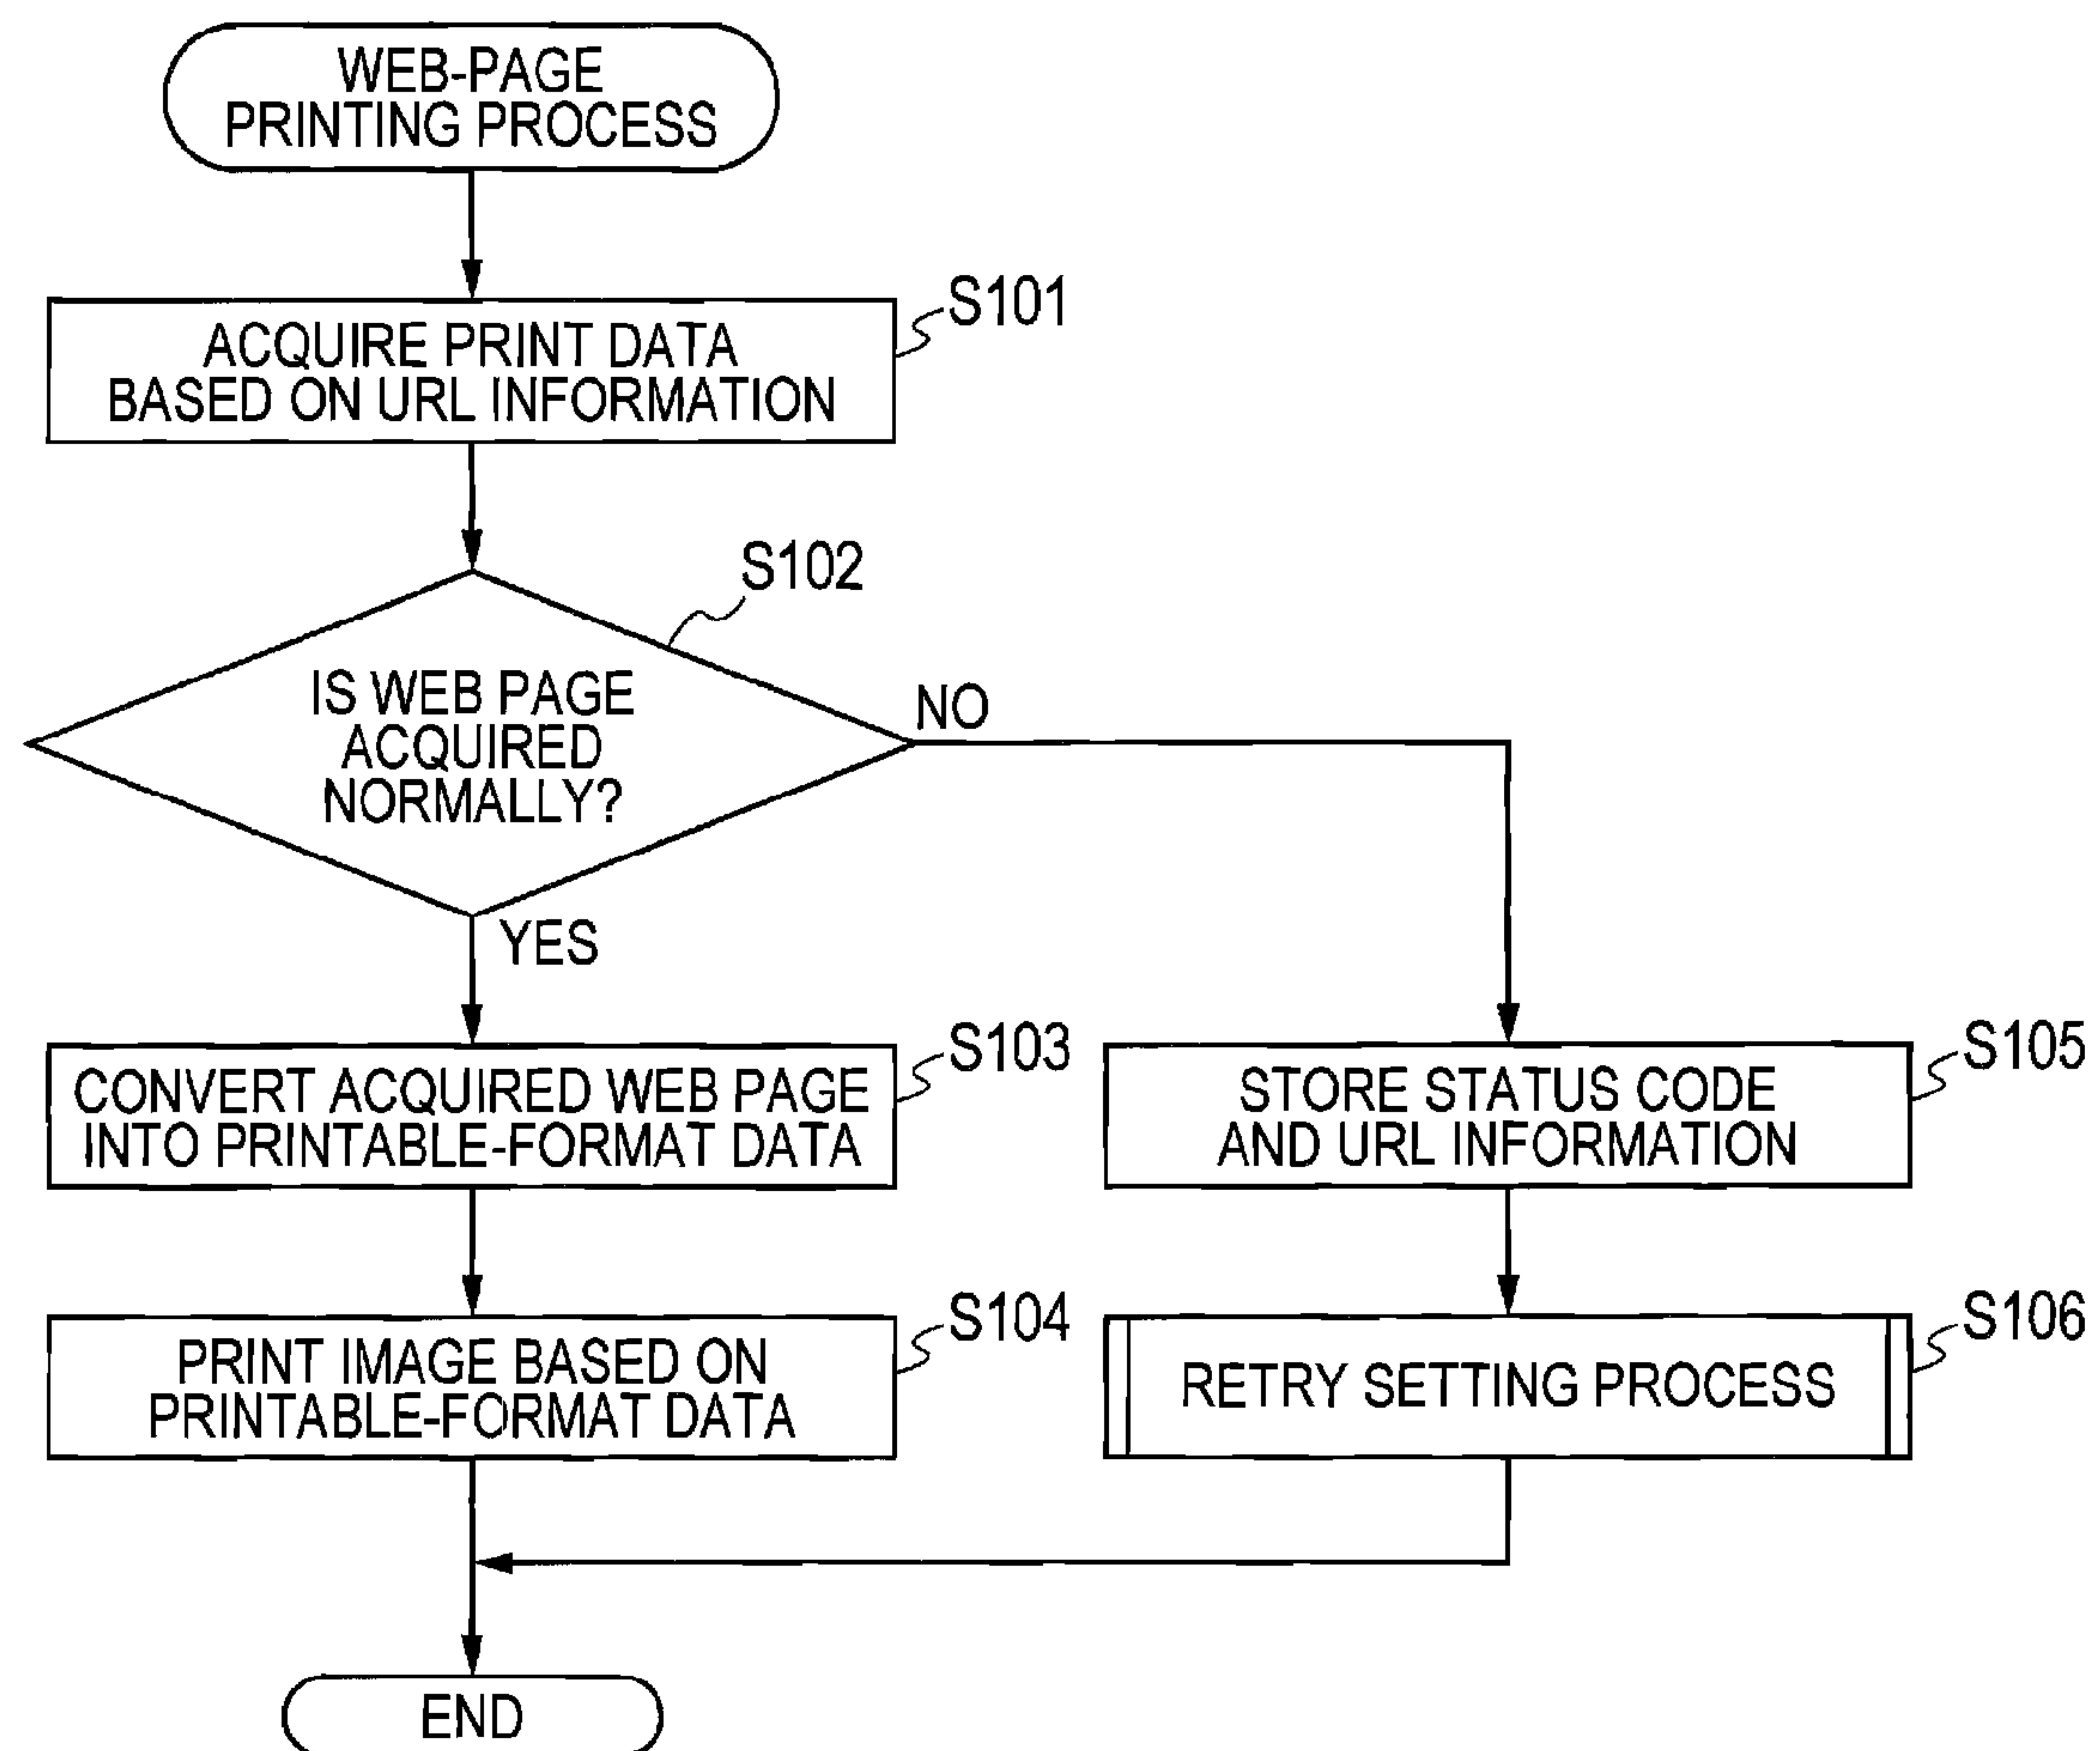 WEB-PAGE
PRINTING PROCESS
S101
ACQUIRE PRINT DATA
BASED ON URL INFORMATION
S102
IS WEB PAGE
ACQUIRED
NORMALLY?
NO
YES
S103
CONVERT ACQUIRED WEB PAGE
INTO PRINTABLE-FORMAT DATA
S105
STORE STATUS CODE
AND URL INFORMATION
S104
PRINT IMAGE BASED ON
PRINTABLE-FORMAT DATA
S106
RETRY SETTING PROCESS
END